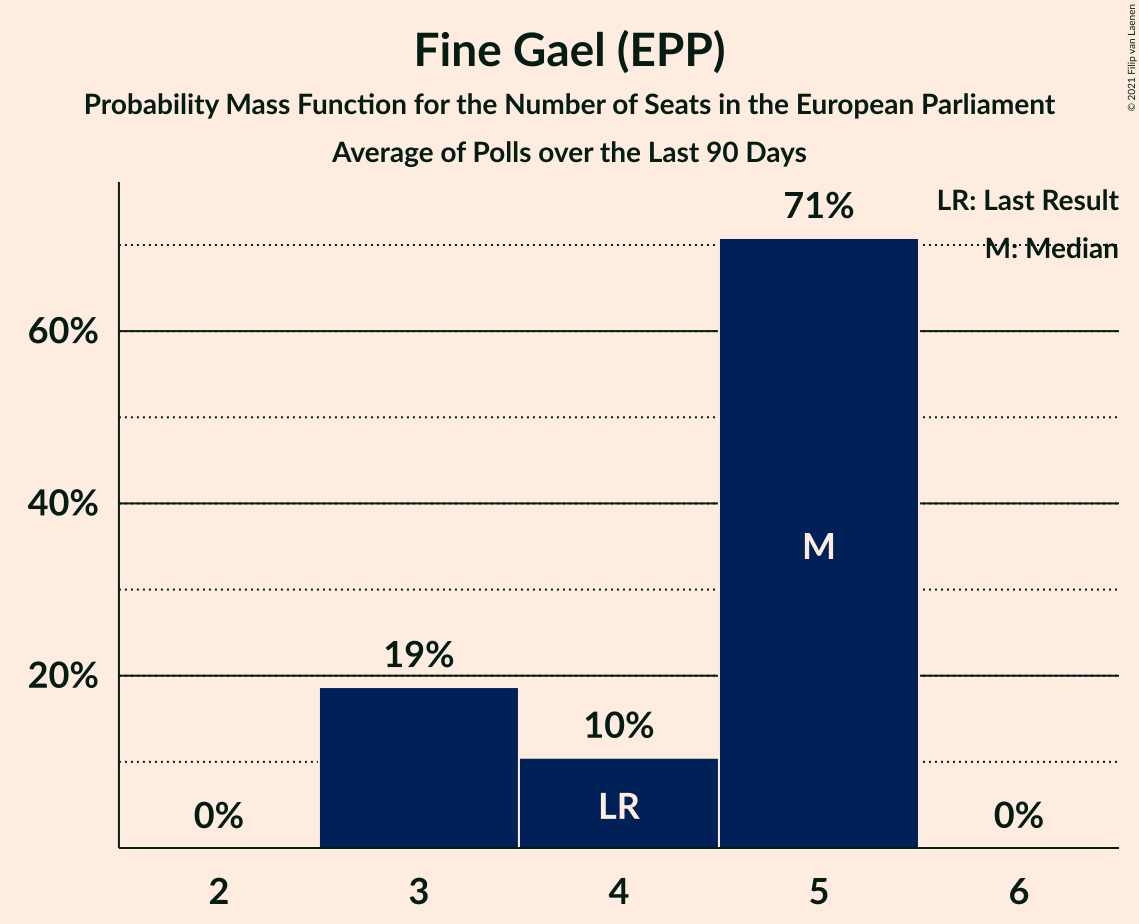 Fine Gael (EPP)
Probability Mass Function for the Number of Seats in the European Parliament
Average of Polls over the Last 90 Days
© 2021 Filip van Laenen
LR: Last Result
M: Median
71%
60%
40%
20%
M
19%
10%
LR
0%
0%
2 3 4 5 6